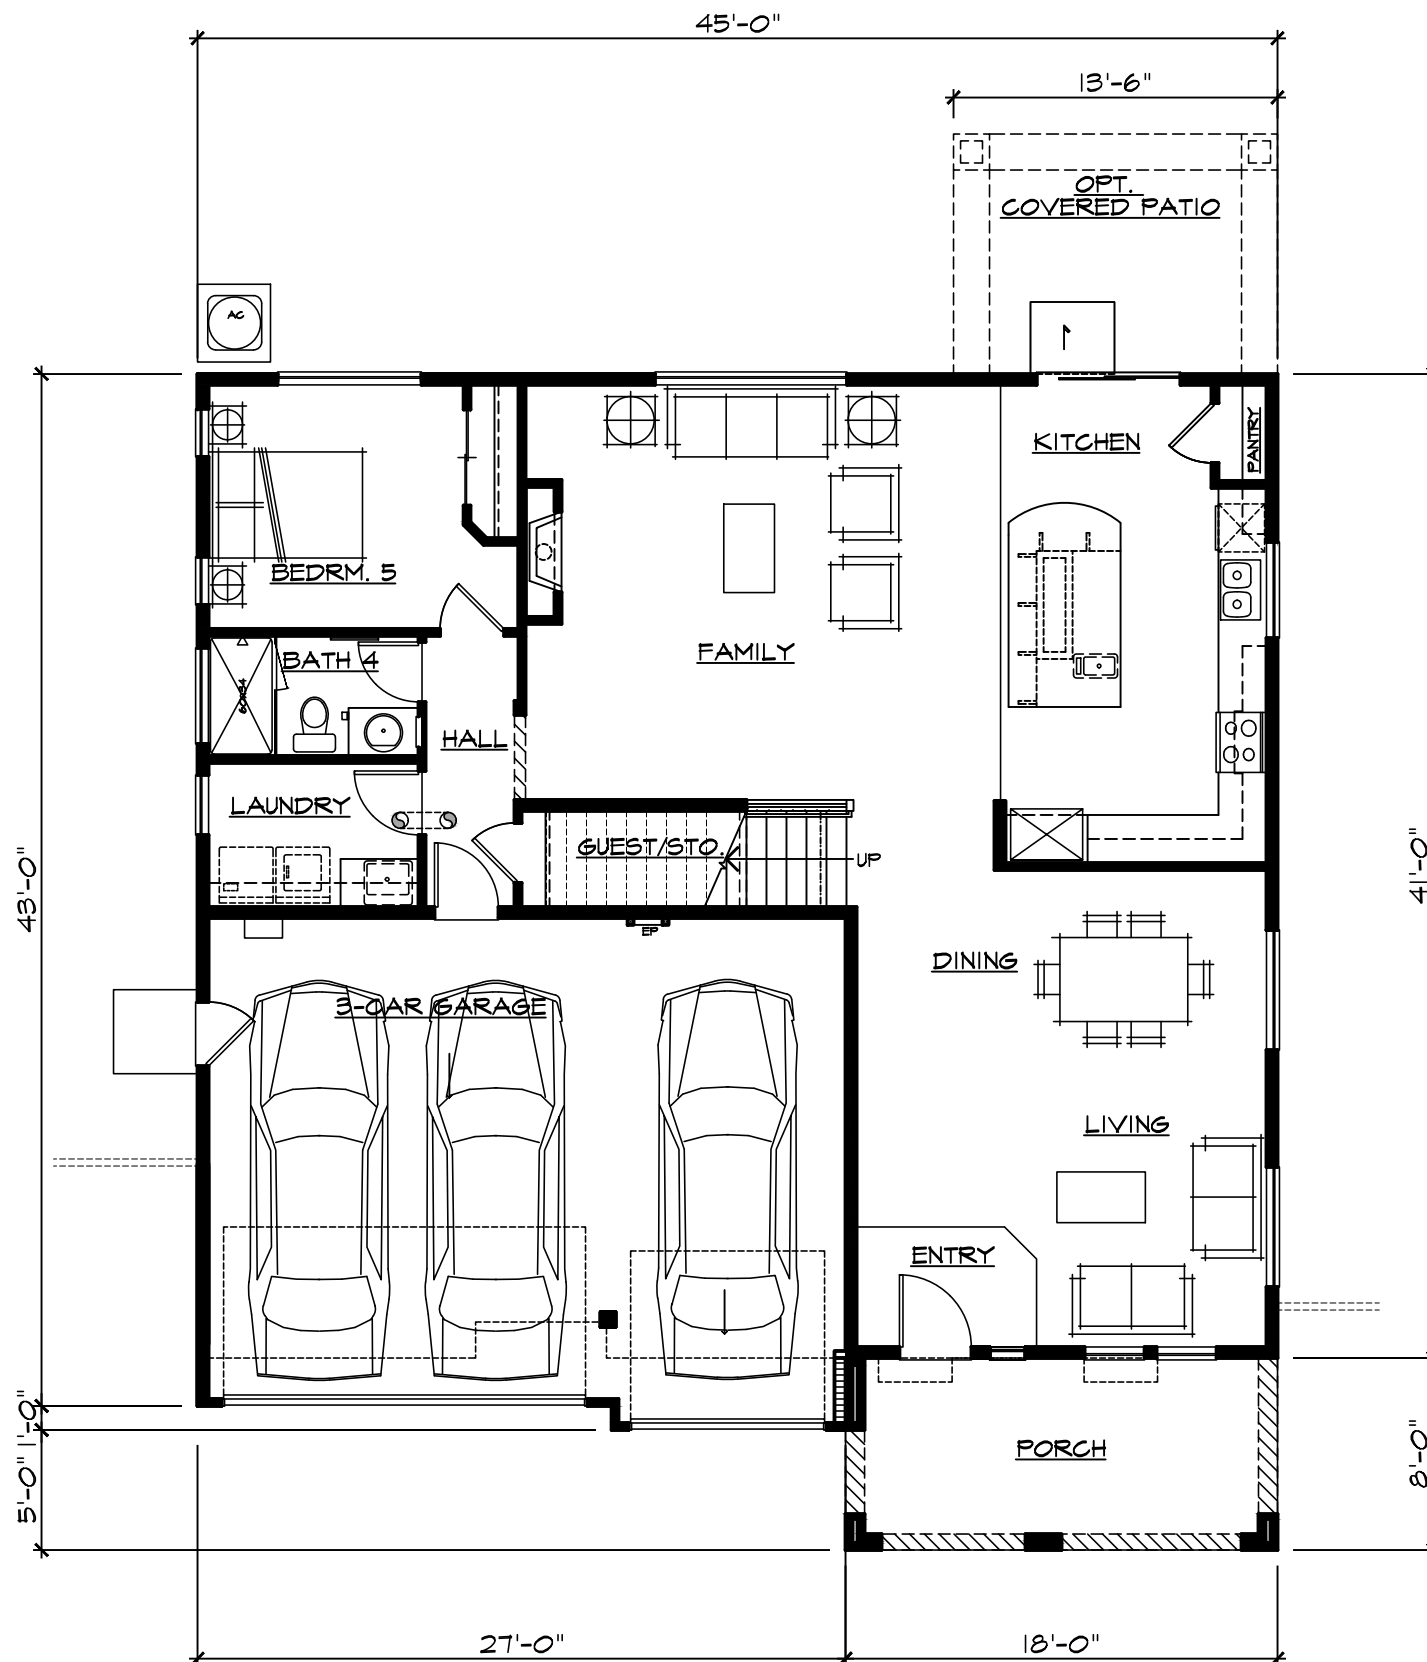 45'-0"
13'-6"
OPT.
COVERED PATIO
AC
1
KITCHEN
PANTRY
BEDRM. 5
FAMILY
BATH 4
60X34
HALL
LAUNDRY
GUEST/STO.
UP
43'-0"
41'-0"
EP
DINING
3-CAR GARAGE
LIVING
ENTRY
1'-0"
5'-0"
PORCH
8'-0"
27'-0"
18'-0"